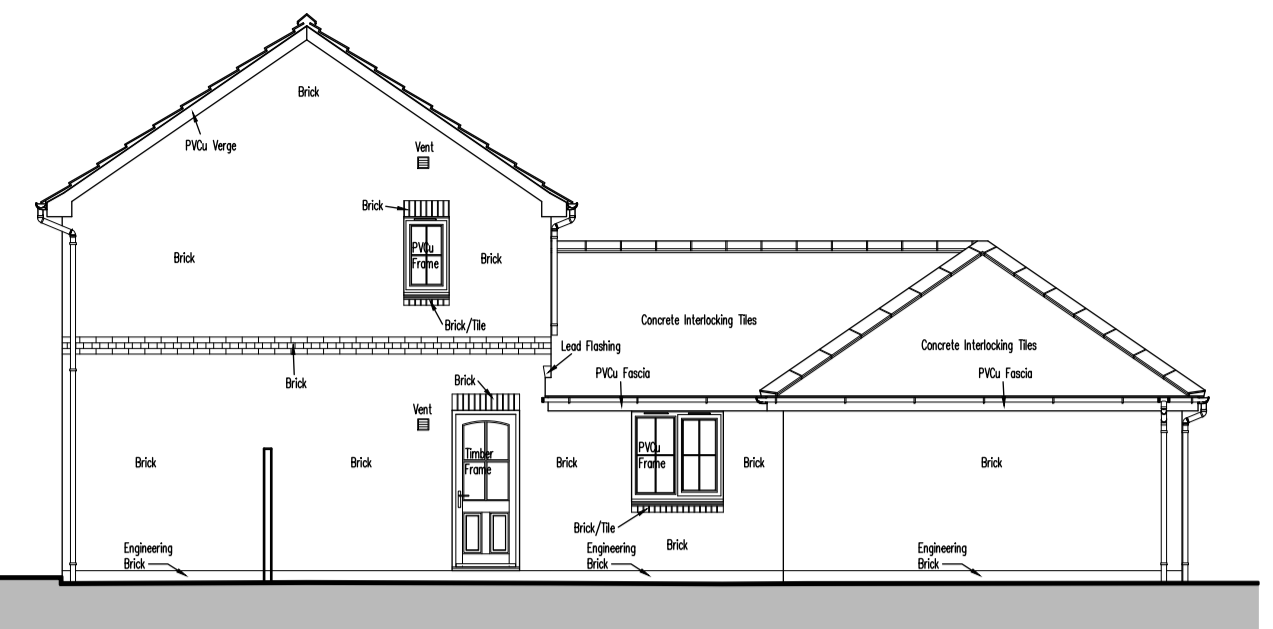 Brick
PVCu Verge
Vent
Brick
PVCu
Frame
Brick
Brick
Brick/Tile
Concrete Interlocking Tiles
Lead Flashing
Concrete Interlocking Tiles
Brick
Brick
PVCu Fascia
PVCu Fascia
Vent
Timber
Frame
PVCu
Frame
Brick
Brick
Brick
Brick
Brick
Brick/Tile
Brick
Engineering
Brick
Engineering
Brick
Engineering
Brick